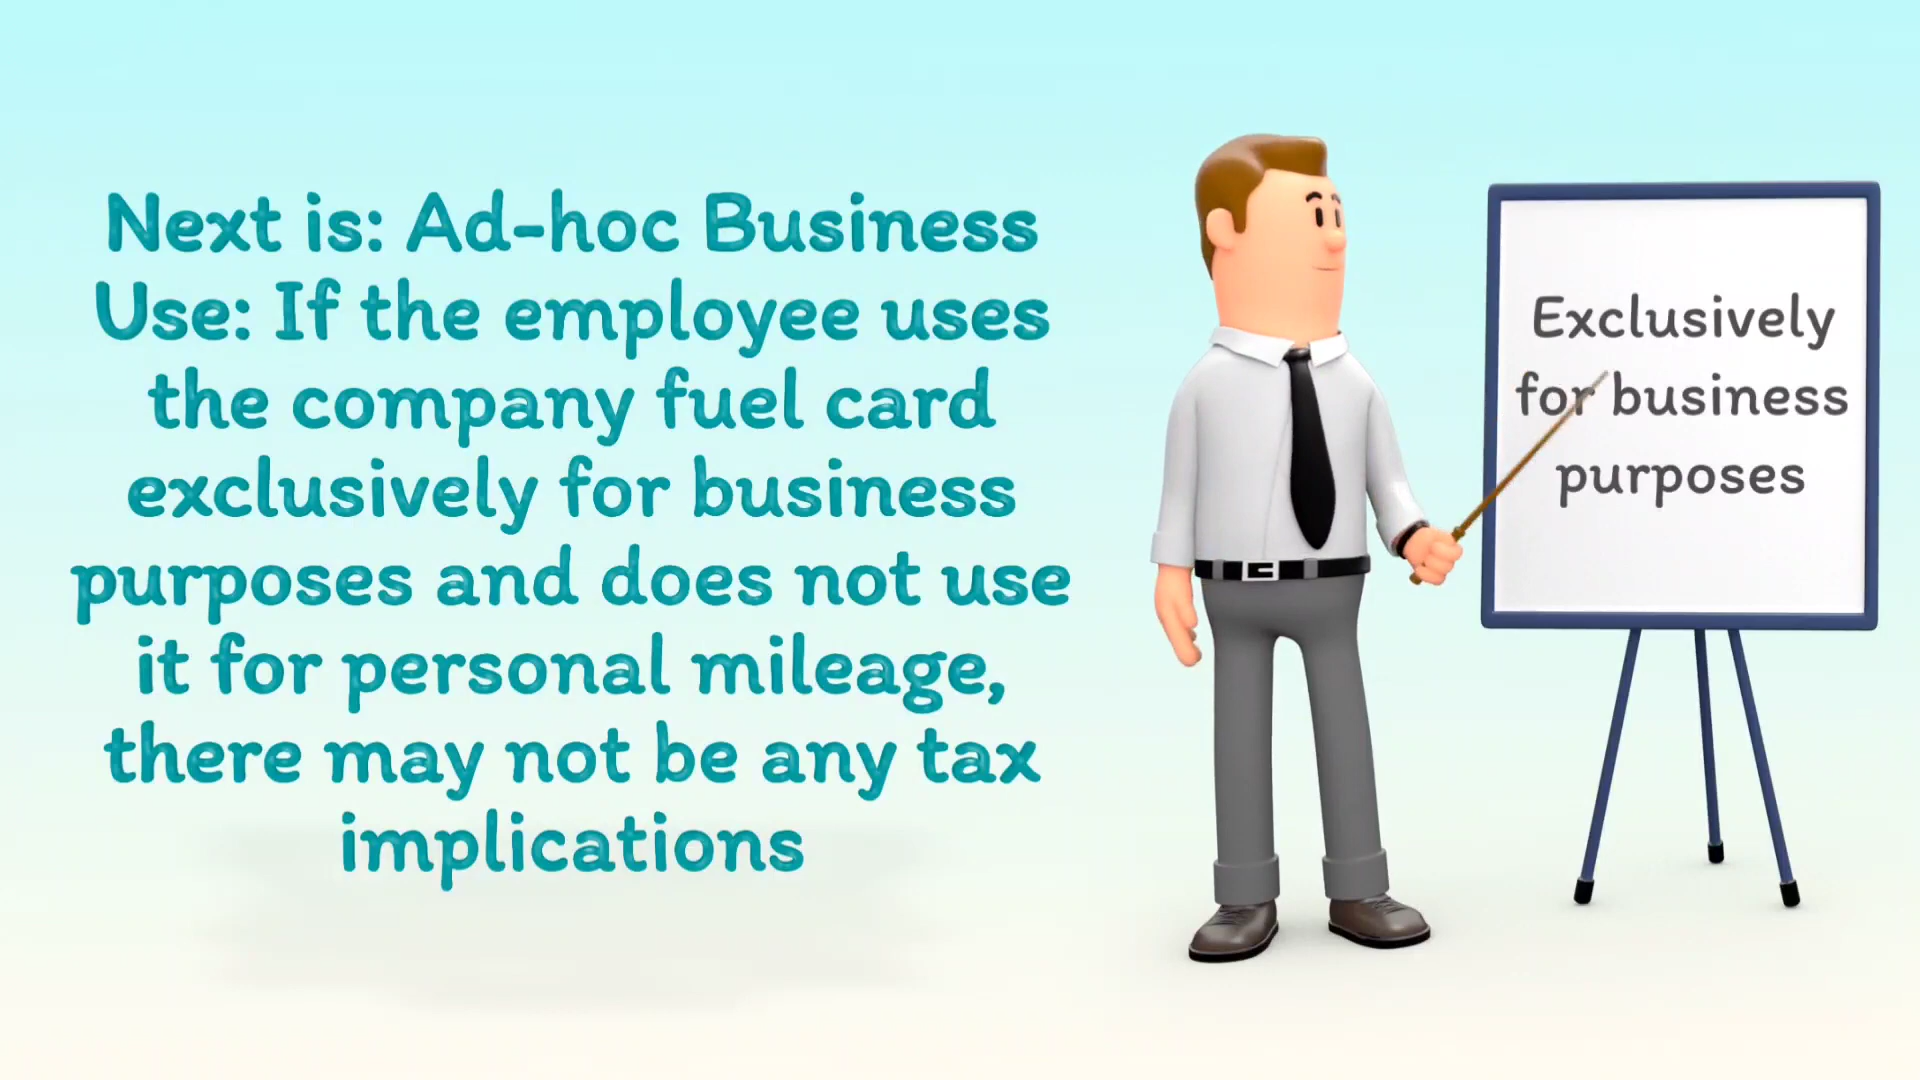 Next is: Ad-hoc Business
Use: If the employee uses
the company fuel card
exclusively for business
purposes and does not use
it for personal mileage,
there may not be any tax
implications
Exclusively
for business
purposes